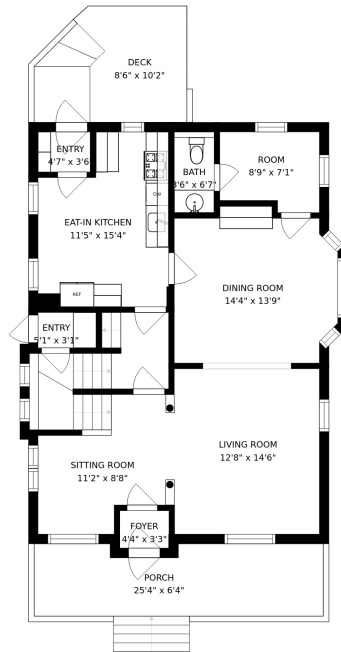 DECK
8'6" x 10'2"
ENTRY
4'7" x 3'6
BATH
3'6" x 6'7"
ROOM
8'9" x 7'1"
DW
EAT-IN KITCHEN
11'5" x 15'4"
DINING ROOM
14'4" x 13'9"
REF
ENTRY
5'1" x 3'1"
LIVING ROOM
12'8" x 14'6"
SITTING ROOM
11'2" x 8'8"
FOYER
4'4" x 3'3"
PORCH
25'4" x 6'4"